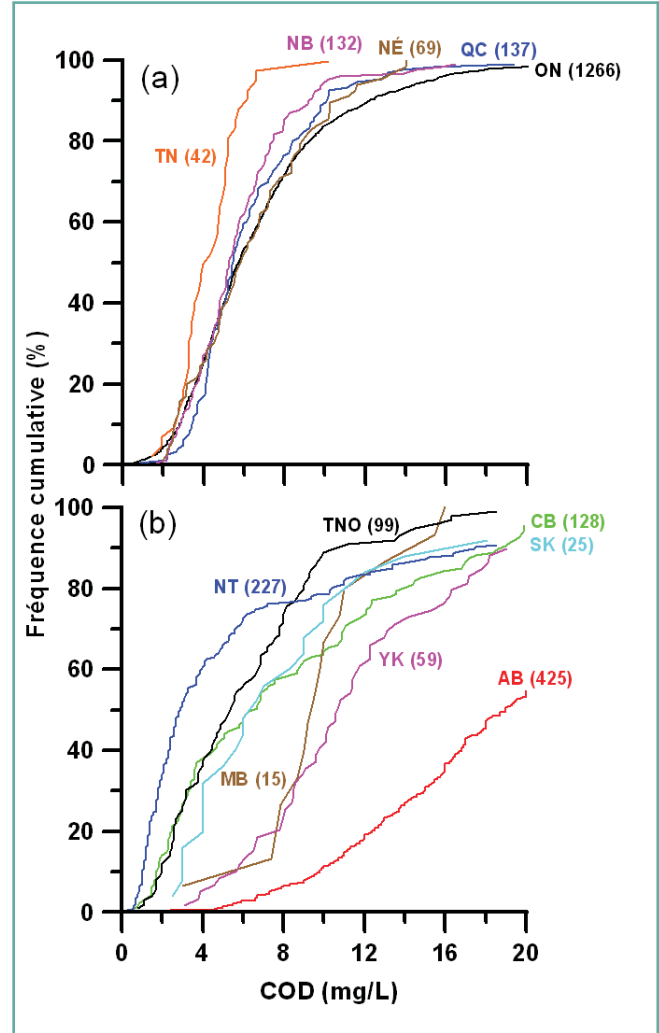 (a)
NB (132)
NÉ (69)
QC (137)
ON (1266)
TN (42)
100
80
60
40
20
0
Fréquence cumulative (%)
(b)
TNO (99)
CB (128)
SK (25)
NT (227)
YK (59)
AB (425)
MB (15)
100
80
60
40
20
0
0 4 8 12 16 20
COD (mg/L)